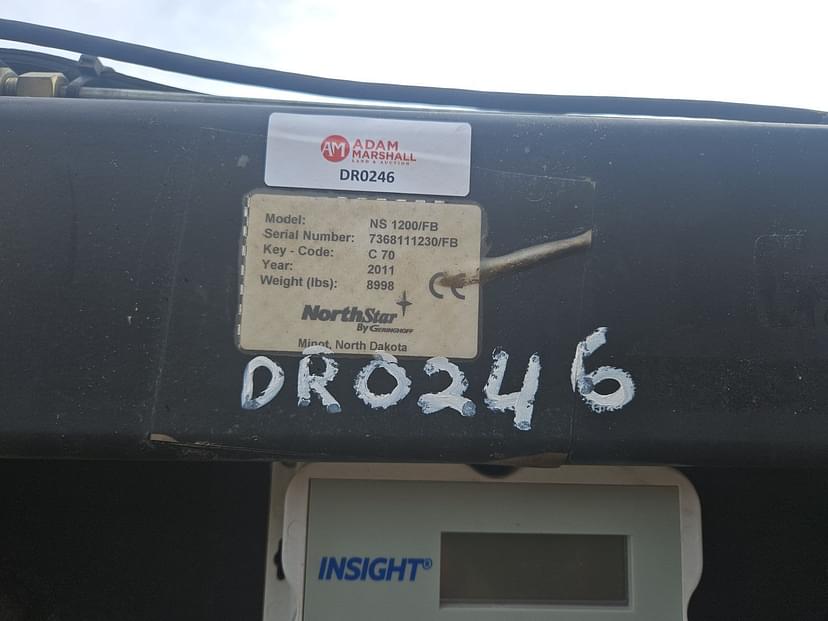 AM ADAM
MARSHALL
LAND & AUCTION
DR0246
Model: NS 1200/FB
Serial Number: 7368111230/FB
Key - Code: C 70
Year: 2011
Weight (lbs): 8998
CE
NorthStar
By GERINGHOFF
Minot, North Dakota
DR0246
INSIGHT®